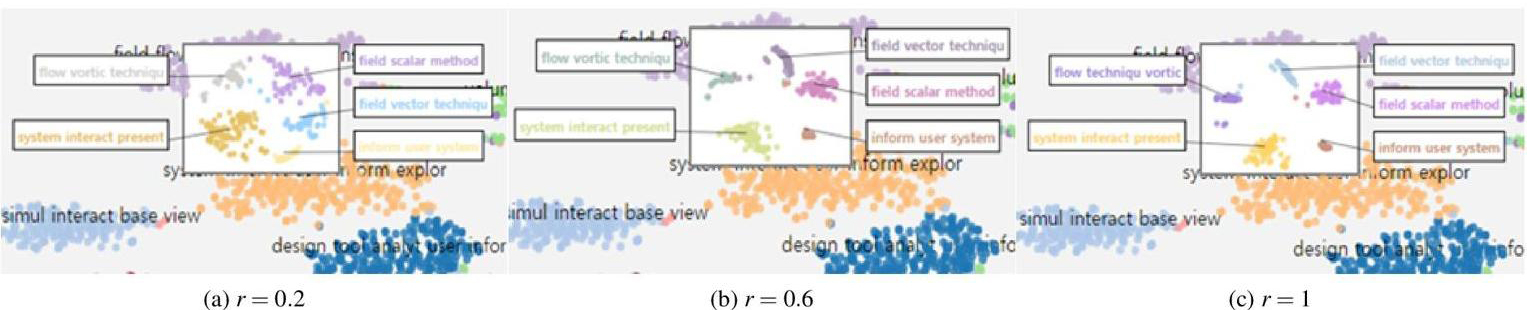 field flow
flow vortic techniqu
field scalar method
field vector techniqu
system interact present
inform user system
system interact user inform explor
simul interact base view
design tool analyt user infor
(a) r = 0.2
field flow
flow vortic techniqu
field vector techniqu
field scalar method
system interact present
inform user system
inform explor
simul interact base view
design tool analyt
(b) r = 0.6
field flow
flow techniqu vortic
field vector techniqu
field scalar method
system interact present
inform user system
inform explor
simul interact base view
design tool analyt
(c) r = 1